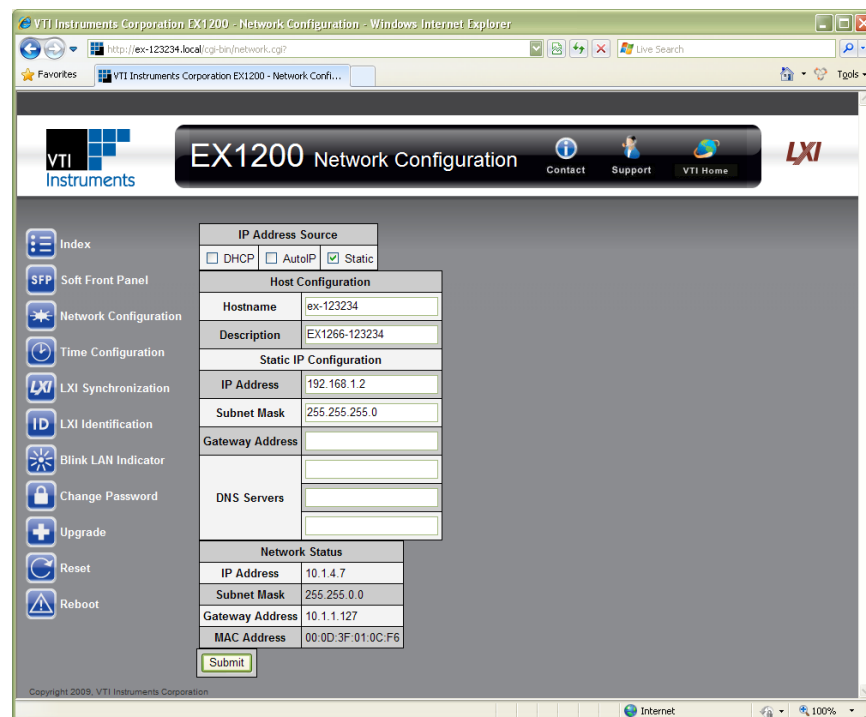 VTI Instruments Corporation EX1200 - Network Configuration - Windows Internet Explorer
http://ex-123234.local/cgi-bin/network.cgi?
Live Search
Favorites
VTI Instruments Corporation EX1200 - Network Confi...
Tools
VTI
Instruments
EX1200 Network Configuration
Contact
Support
VTI Home
LXI
Index
SFP
Soft Front Panel
Network Configuration
Time Configuration
LXI
LXI Synchronization
ID
LXI Identification
Blink LAN Indicator
Change Password
Upgrade
Reset
Reboot
IP Address Source
DHCP
AutoIP
Static
Host Configuration
Hostname
ex-123234
Description
EX1266-123234
Static IP Configuration
IP Address
192.168.1.2
Subnet Mask
255.255.255.0
Gateway Address
DNS Servers
Network Status
IP Address
10.1.4.7
Subnet Mask
255.255.0.0
Gateway Address
10.1.1.127
MAC Address
00:0D:3F:01:0C:F6
Submit
Copyright 2009, VTI Instruments Corporation
Internet
100%